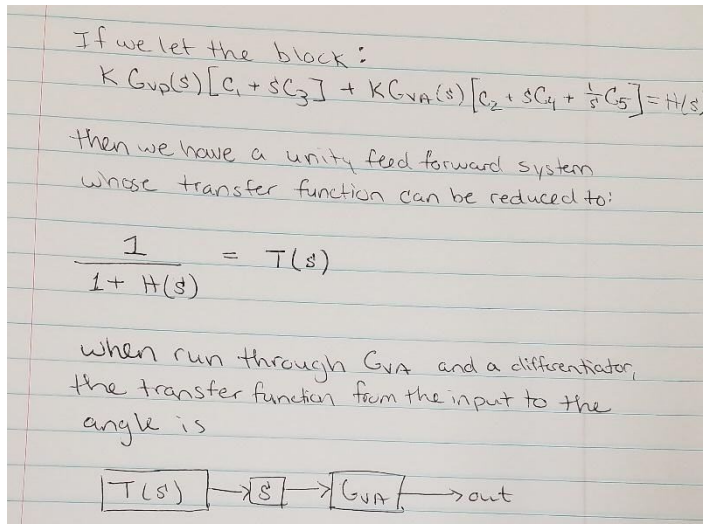 If we let the block:
K GVP(s) [C1 + sC3] + K GVA(s) [C2 + sC4 + 1/s C5] = H(s)
then we have a unity feed forward system
whose transfer function can be reduced to:
1 / 1 + H(s) = T(s)
when run through GVA and a differentiator,
the transfer function from the input to the
angle is
T(s) → s → GVA → out